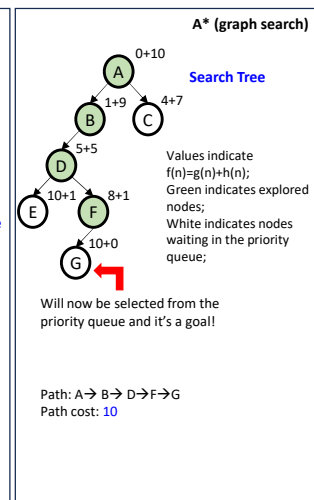 A* (graph search)
0+10
A
Search Tree
1+9
4+7
B
C
5+5
D
10+1
8+1
E
F
10+0
G
Values indicate
f(n)=g(n)+h(n);
Green indicates explored
nodes;
White indicates nodes
waiting in the priority
queue;
e
Will now be selected from the
priority queue and it's a goal!
Path: A→ B→ D→F→G
Path cost: 10